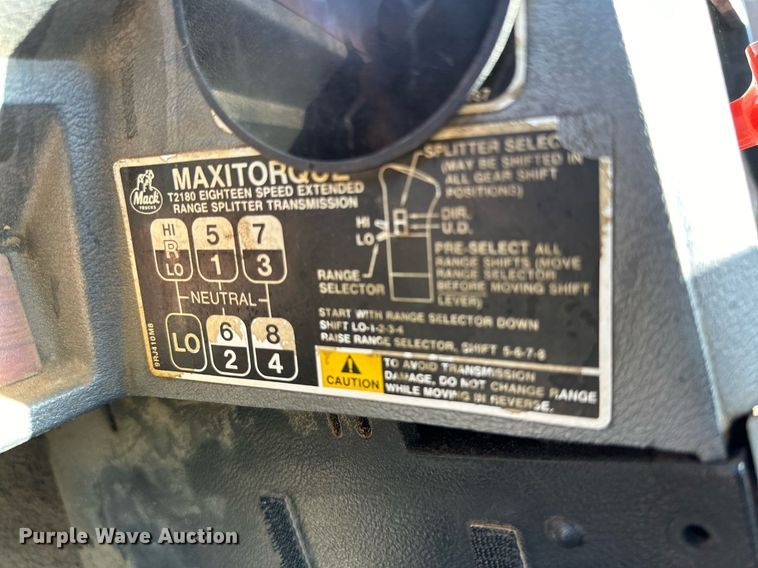 Mack
TRUCKS
MAXITORQUE
T2180 EIGHTEEN SPEED EXTENDED
RANGE SPLITTER TRANSMISSION
HI
R
LO
5
1
7
3
NEUTRAL
LO
6
2
8
4
9RJ410M8
SPLITTER SELEC
(MAY BE SHIFTED IN
ALL GEAR SHIFT
POSITIONS)
HI
LO
DIR.
U.D.
RANGE
SELECTOR
PRE-SELECT ALL
RANGE SHIFTS (MOVE
RANGE SELECTOR
BEFORE MOVING SHIFT
LEVER)
START WITH RANGE SELECTOR DOWN
SHIFT LO-1-2-3-4
RAISE RANGE SELECTOR, SHIFT 5-6-7-8
CAUTION
TO AVOID TRANSMISSION
DAMAGE, DO NOT CHANGE RANGE
WHILE MOVING IN REVERSE.
Purple Wave Auction